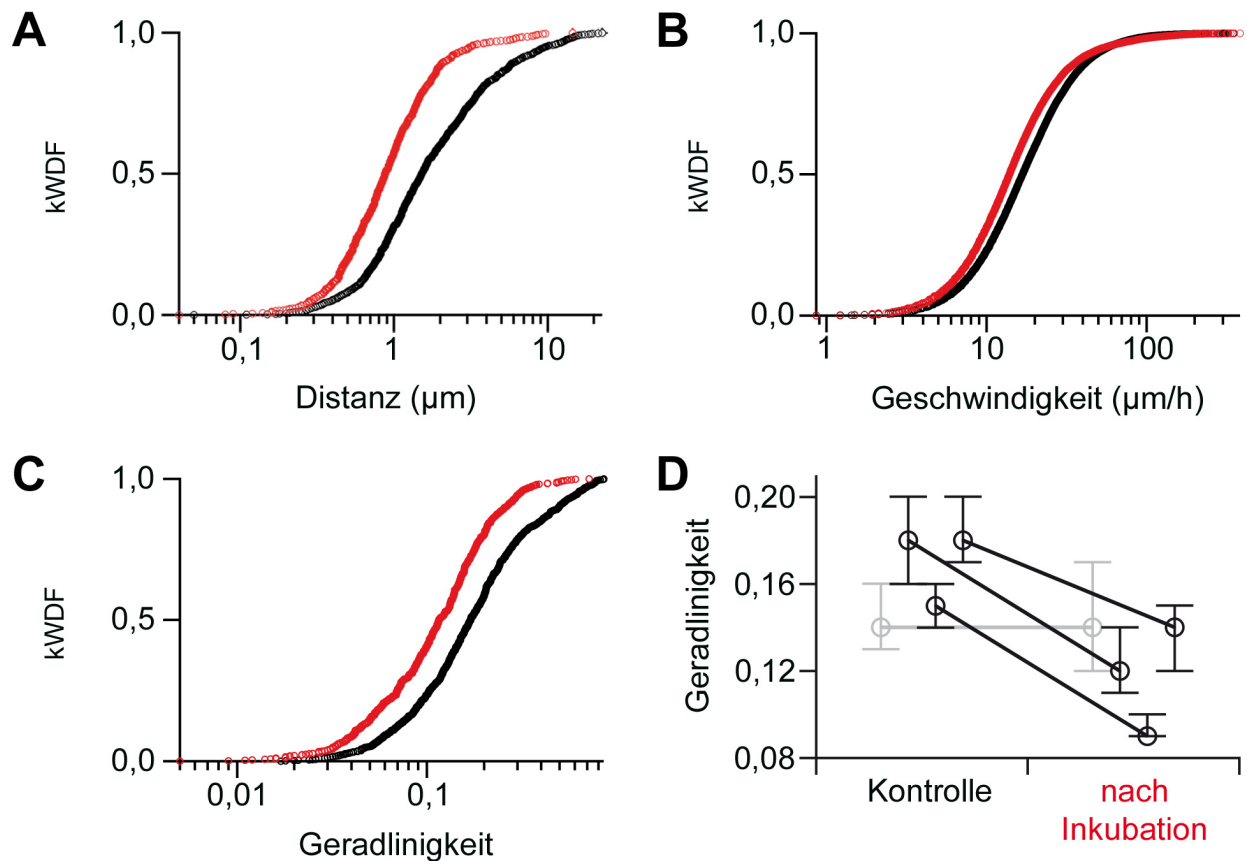 A
1,0
0,5
0,0
kWDF
0,1
1
10
Distanz (µm)
B
1,0
0,5
0,0
kWDF
1
10
100
Geschwindigkeit (µm/h)
C
1,0
0,5
0,0
kWDF
0,01
0,1
Geradlinigkeit
D
0,20
0,16
0,12
0,08
Geradlinigkeit
Kontrolle
nach
Inkubation